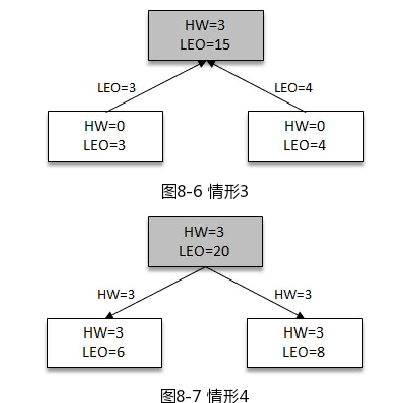 HW=3
LEO=15
LEO=3
LEO=4
HW=0
LEO=3
HW=0
LEO=4
图8-6 情形3
HW=3
LEO=20
HW=3
HW=3
HW=3
LEO=6
HW=3
LEO=8
图8-7 情形4